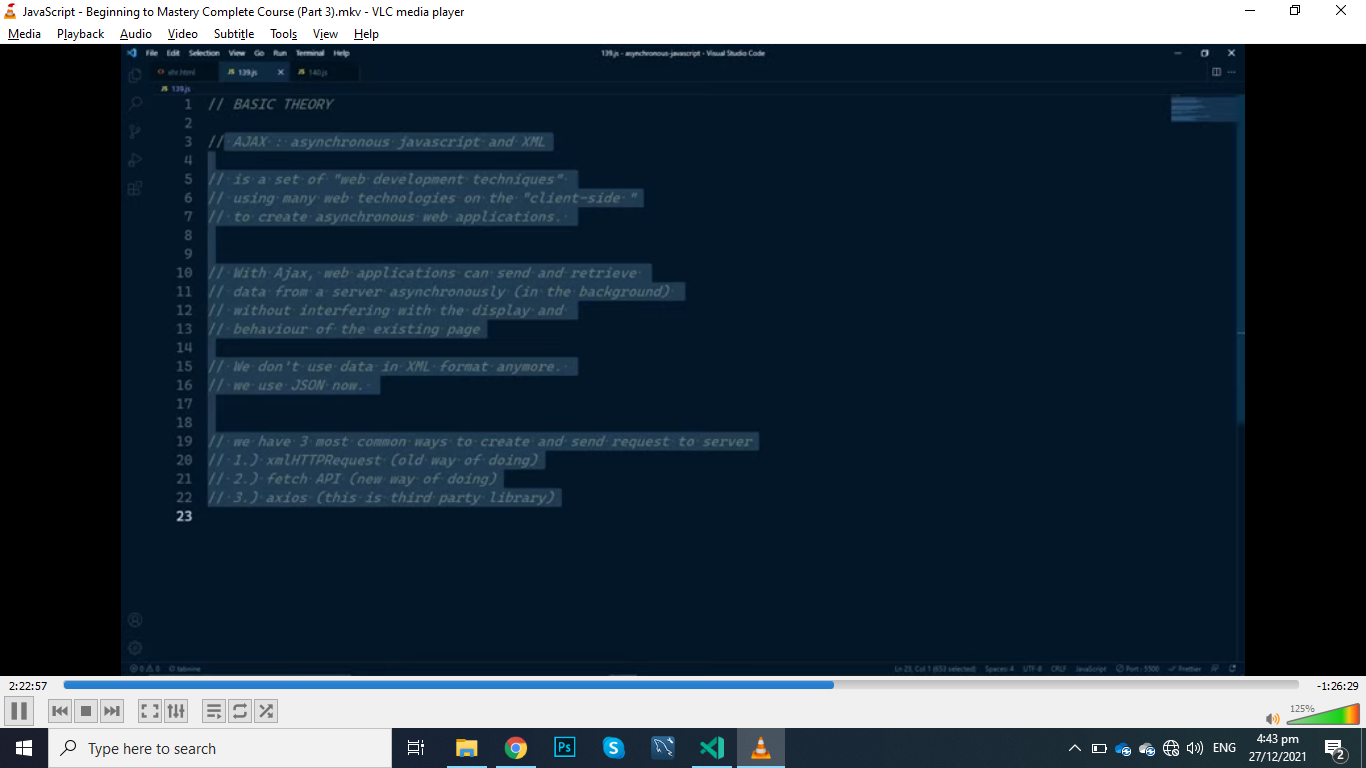 JavaScript - Beginning to Mastery Complete Course (Part 3).mkv - VLC media player
Media Playback Audio Video Subtitle Tools View Help
File Edit Selection View Go Run Terminal Help 139.js - asynchronous-javascript - Visual Studio Code
xhr.html JS 139.js JS 140.js
JS 139.js
1 // BASIC THEORY
2
3 // AJAX : asynchronous javascript and XML
4
5 // is a set of "web development techniques"
6 // using many web technologies on the "client-side "
7 // to create asynchronous web applications.
8
9
10 // With Ajax, web applications can send and retrieve
11 // data from a server asynchronously (in the background)
12 // without interfering with the display and
13 // behaviour of the existing page
14
15 // We don't use data in XML format anymore.
16 // we use JSON now.
17
18
19 // we have 3 most common ways to create and send request to server
20 // 1.) xmlHTTPRequest (old way of doing)
21 // 2.) fetch API (new way of doing)
22 // 3.) axios (this is third party library)
23
0 0 tabnine Ln 23, Col 1 (653 selected) Spaces: 4 UTF-8 CRLF JavaScript Port : 5500 Prettier
2:22:57 -1:26:29
125%
Type here to search Ps ENG 4:43 pm
27/12/2021 2